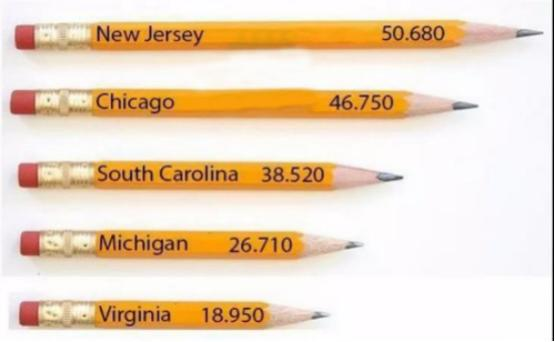 New Jersey 50.680
Chicago 46.750
South Carolina 38.520
Michigan 26.710
Virginia 18.950